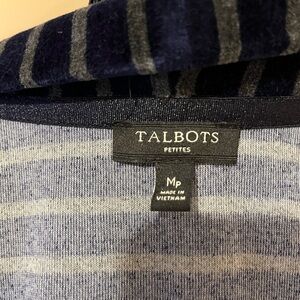 TALBOTS
PETITES
MP
MADE IN
VIETNAM